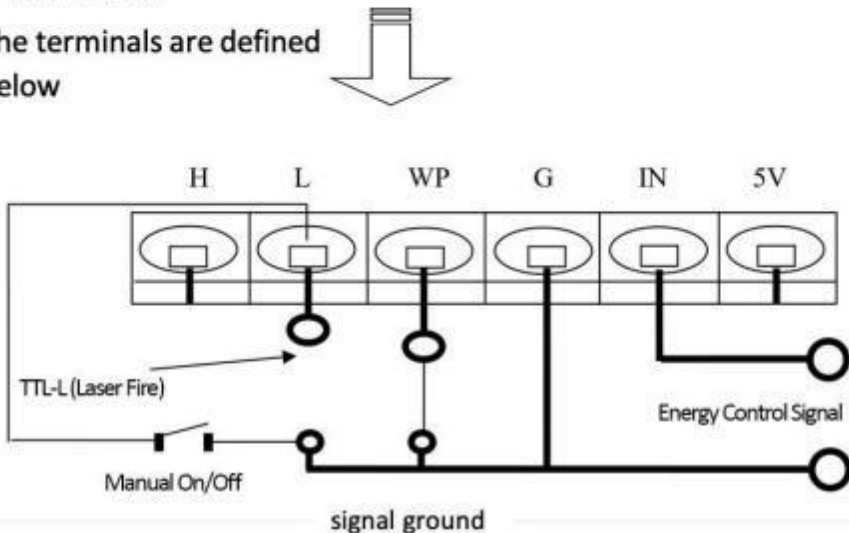 he terminals are defined
elow
H L WP G IN 5V
TTL-L (Laser Fire)
Energy Control Signal
Manual On/Off
signal ground